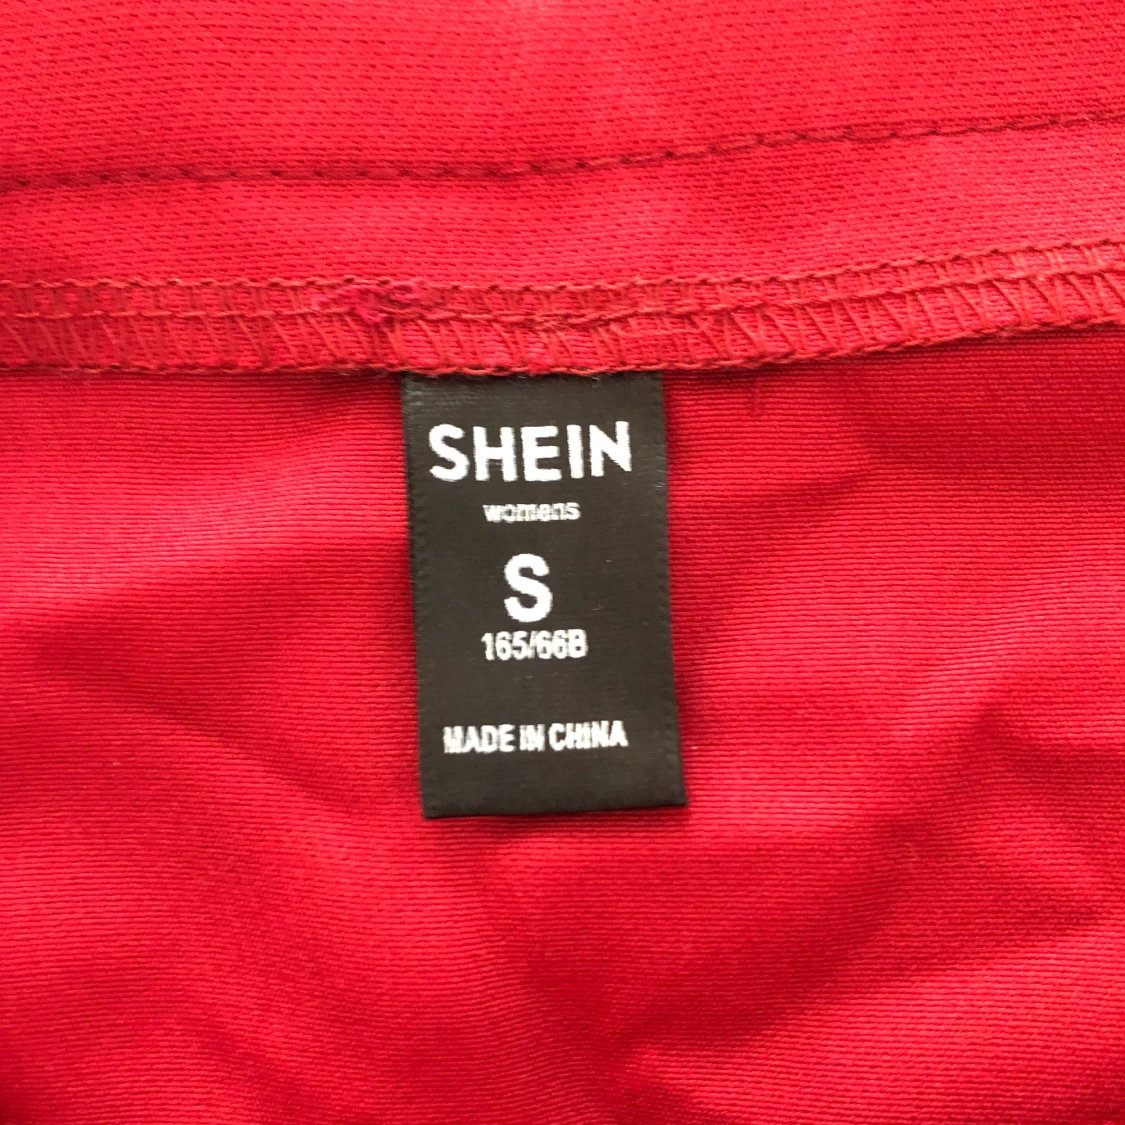 SHEIN
womens
S
165/66B
MADE IN CHINA